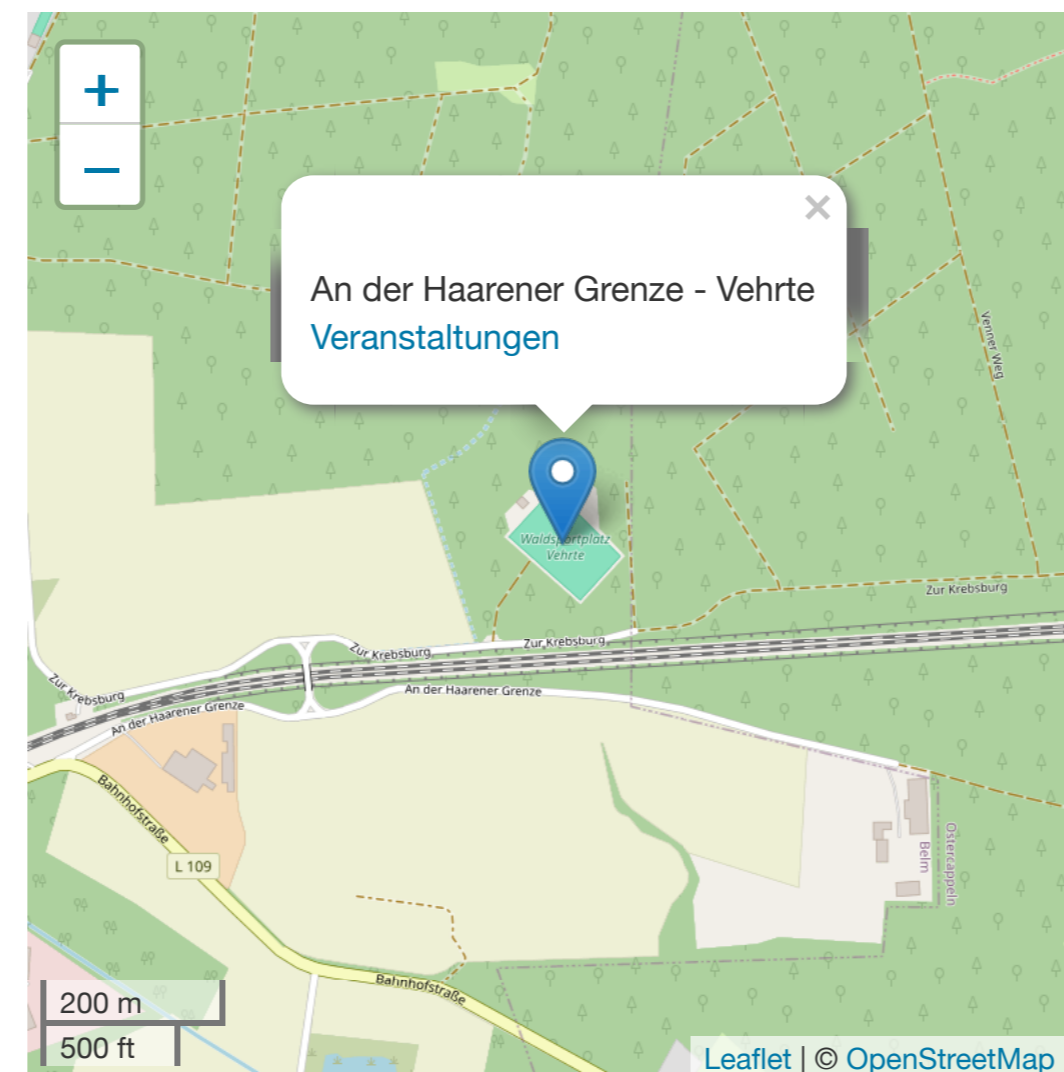 +
−
×
An der Haarener Grenze - Vehrte
Veranstaltungen
Venner Weg
Waldsportplatz
Vehrte
Zur Krebsburg
Zur Krebsburg
Zur Krebsburg
Zur Krebsburg
An der Haarener Grenze
An der Haarener Grenze
Bahnhofstraße
L 109
Belm
Ostercappeln
Bahnhofstraße
200 m
500 ft
Leaflet | © OpenStreetMap